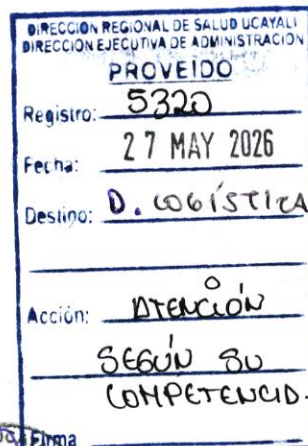 DIRECCION REGIONAL DE SALUD UCAYALI
DIRECCION EJECUTIVA DE ADMINISTRACION
PROVEIDO
Registro: 5320
Fecha: 27 MAY 2026
Destino: D. LOGÍSTICA
Acción: ATENCIÓN
SEGÚN SU
COMPETENCIA.
Firma